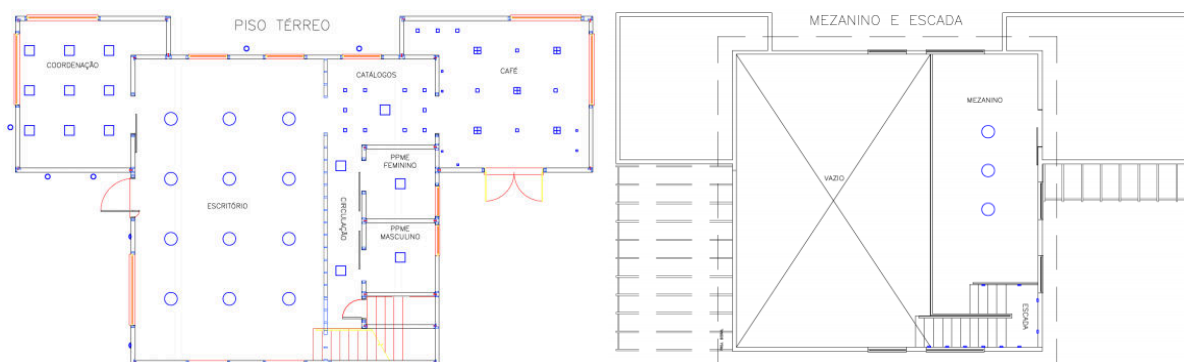 PISO TÉRREO
COORDENAÇÃO
CATÁLOGOS
CAFÉ
PPME
FEMININO
ESCRITÓRIO
CIRCULAÇÃO
PPME
MASCULINO
MEZANINO E ESCADA
MEZANINO
VAZIO
ESCADA